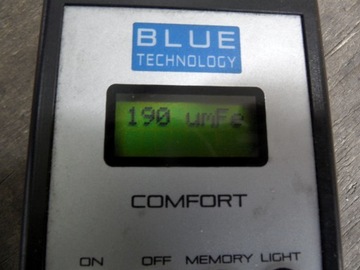 BLUE
TECHNOLOGY
190 umFe
COMFORT
ON OFF MEMORY LIGHT